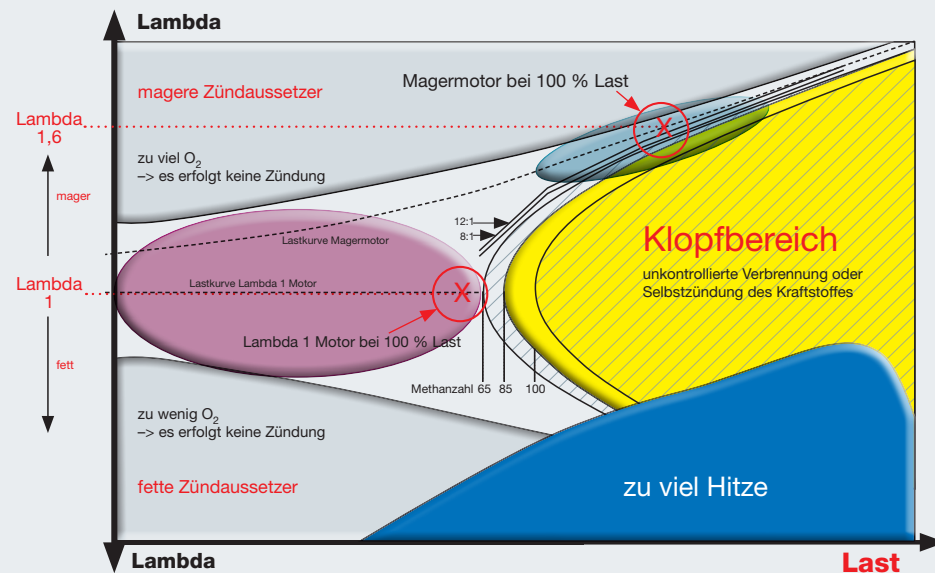 Lambda
Magermotor bei 100 % Last
magere Zündaussetzer
Lambda
1,6
X
zu viel O2
–> es erfolgt keine Zündung
mager
12:1
8:1
Klopfbereich
unkontrollierte Verbrennung oder
Selbstzündung des Kraftstoffes
Lastkurve Magermotor
Lambda
1
Lastkurve Lambda 1 Motor
X
Lambda 1 Motor bei 100 % Last
fett
Methanzahl 65 85 100
zu wenig O2
–> es erfolgt keine Zündung
fette Zündaussetzer
zu viel Hitze
Lambda
Last